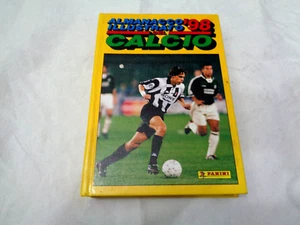 ALMANACCO
ILLUSTRATO '98
CALCIO
PANINI